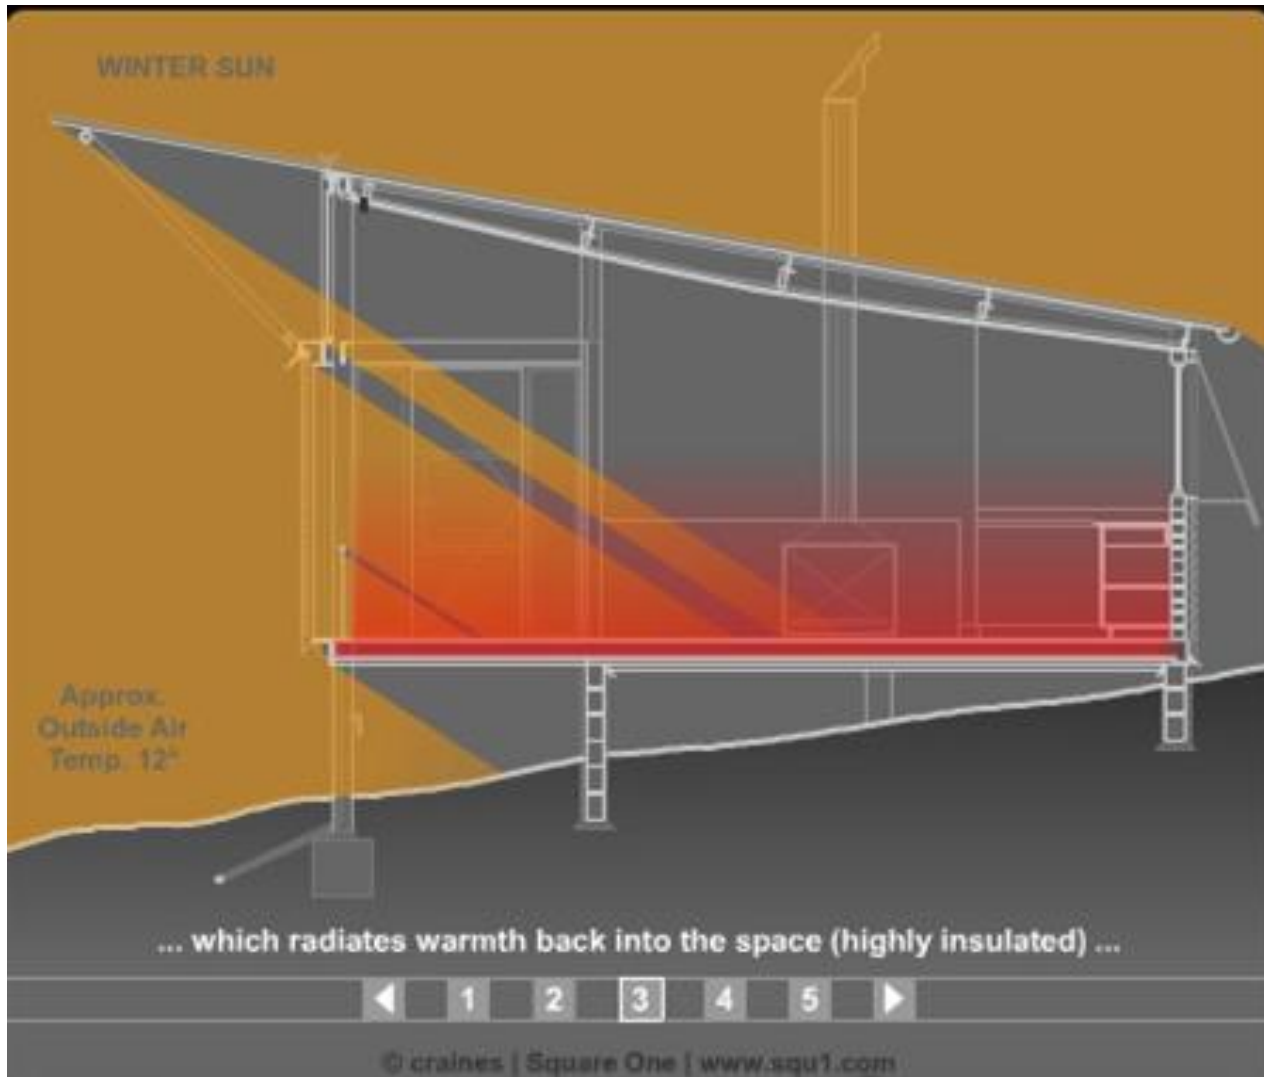 WINTER SUN
Approx.
Outside Air
Temp. 12°
... which radiates warmth back into the space (highly insulated) ...
1 2 3 4 5
© craines | Square One | www.squ1.com